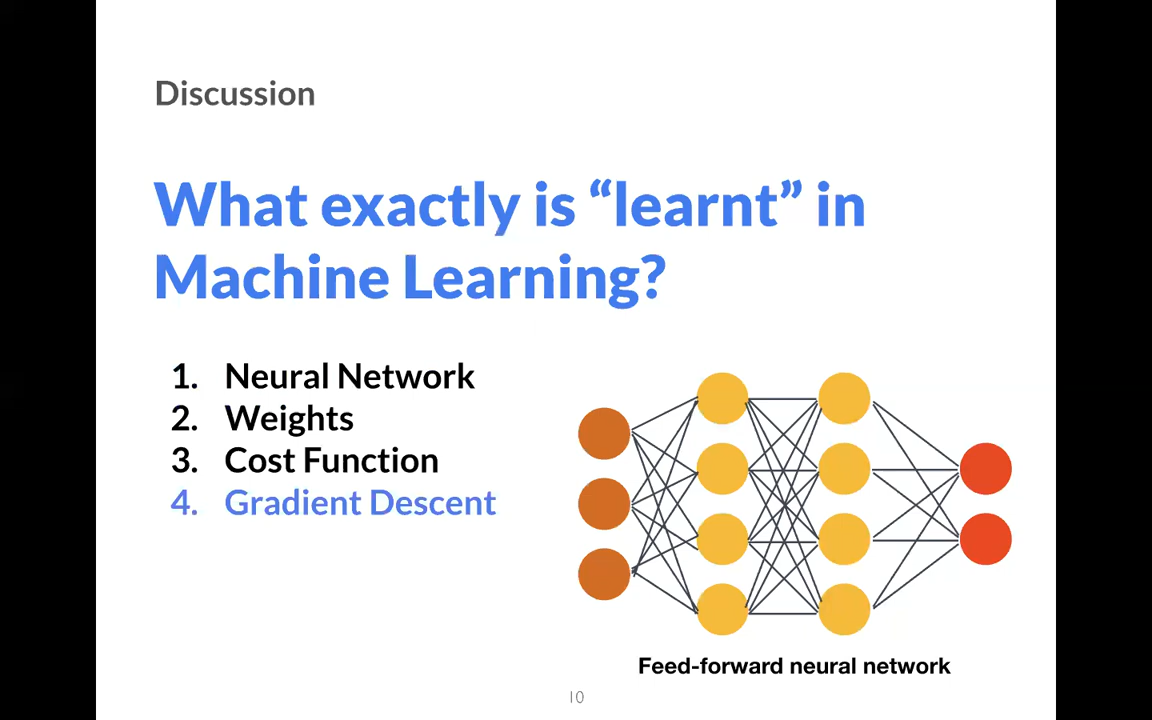 Discussion
What exactly is “learnt” in
Machine Learning?
1. Neural Network
2. Weights
3. Cost Function
4. Gradient Descent
Feed-forward neural network
10